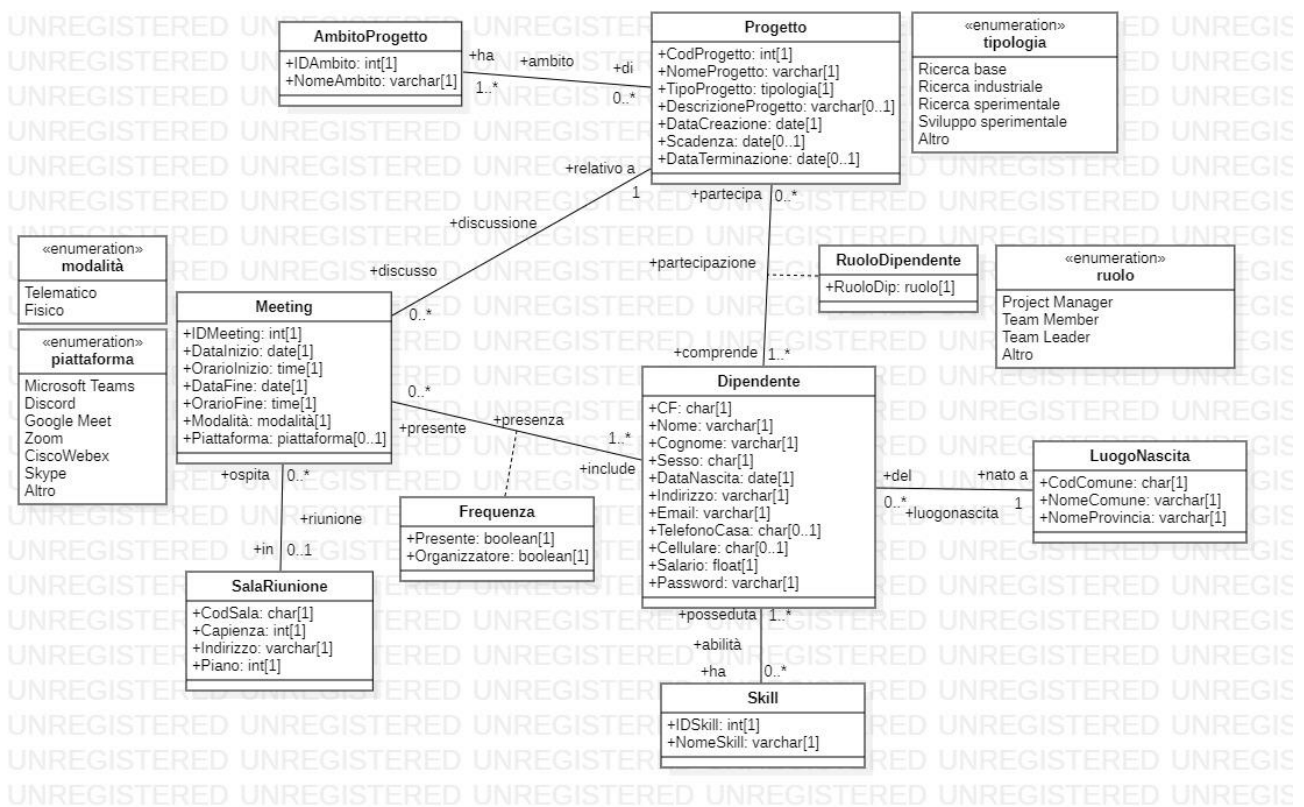 AmbitoProgetto
+IDAmbito: int[1]
+NomeAmbito: varchar[1]
+ha
+ambito
+di
1..*
0..*
Progetto
+CodProgetto: int[1]
+NomeProgetto: varchar[1]
+TipoProgetto: tipologia[1]
+DescrizioneProgetto: varchar[0..1]
+DataCreazione: date[1]
+Scadenza: date[0..1]
+DataTerminazione: date[0..1]
«enumeration»
tipologia
Ricerca base
Ricerca industriale
Ricerca sperimentale
Sviluppo sperimentale
Altro
+relativo a
1
+discussione
+discusso
0..*
+partecipa
0..*
+partecipazione
+comprende
1..*
RuoloDipendente
+RuoloDip: ruolo[1]
«enumeration»
ruolo
Project Manager
Team Member
Team Leader
Altro
«enumeration»
modalità
Telematico
Fisico
«enumeration»
piattaforma
Microsoft Teams
Discord
Google Meet
Zoom
CiscoWebex
Skype
Altro
Meeting
+IDMeeting: int[1]
+DataInizio: date[1]
+OrarioInizio: time[1]
+DataFine: date[1]
+OrarioFine: time[1]
+Modalità: modalità[1]
+Piattaforma: piattaforma[0..1]
0..*
+presente
+presenza
1..*
+include
Dipendente
+CF: char[1]
+Nome: varchar[1]
+Cognome: varchar[1]
+Sesso: char[1]
+DataNascita: date[1]
+Indirizzo: varchar[1]
+Email: varchar[1]
+TelefonoCasa: char[0..1]
+Cellulare: char[0..1]
+Salario: float[1]
+Password: varchar[1]
+del
0..*
+luogonascita
+nato a
1
LuogoNascita
+CodComune: char[1]
+NomeComune: varchar[1]
+NomeProvincia: varchar[1]
+ospita
0..*
+riunione
+in
0..1
Frequenza
+Presente: boolean[1]
+Organizzatore: boolean[1]
SalaRiunione
+CodSala: char[1]
+Capienza: int[1]
+Indirizzo: varchar[1]
+Piano: int[1]
+posseduta
1..*
+abilità
+ha
0..*
Skill
+IDSkill: int[1]
+NomeSkill: varchar[1]
UNREGISTERED UNREGISTERED UNREGISTERED UNREGISTERED UNREGISTERED UNREGIS